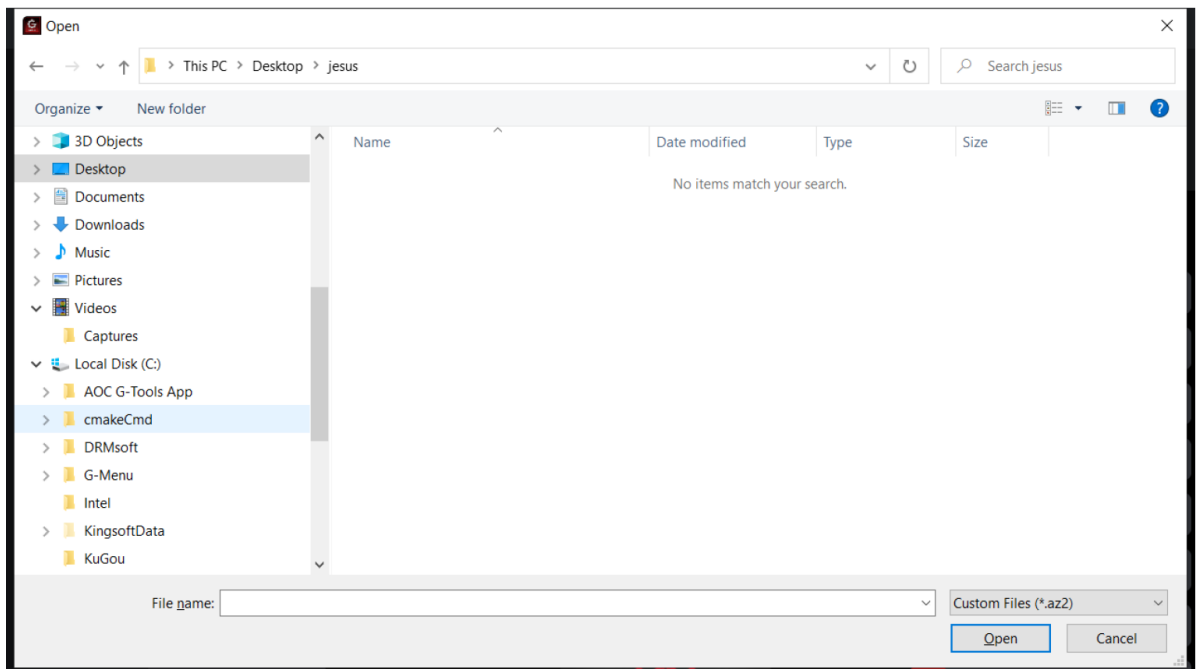 Open
This PC > Desktop > jesus
Search jesus
Organize
New folder
3D Objects
Desktop
Documents
Downloads
Music
Pictures
Videos
Captures
Local Disk (C:)
AOC G-Tools App
cmakeCmd
DRMsoft
G-Menu
Intel
KingsoftData
KuGou
Name
Date modified
Type
Size
No items match your search.
File name:
Custom Files (*.az2)
Open
Cancel